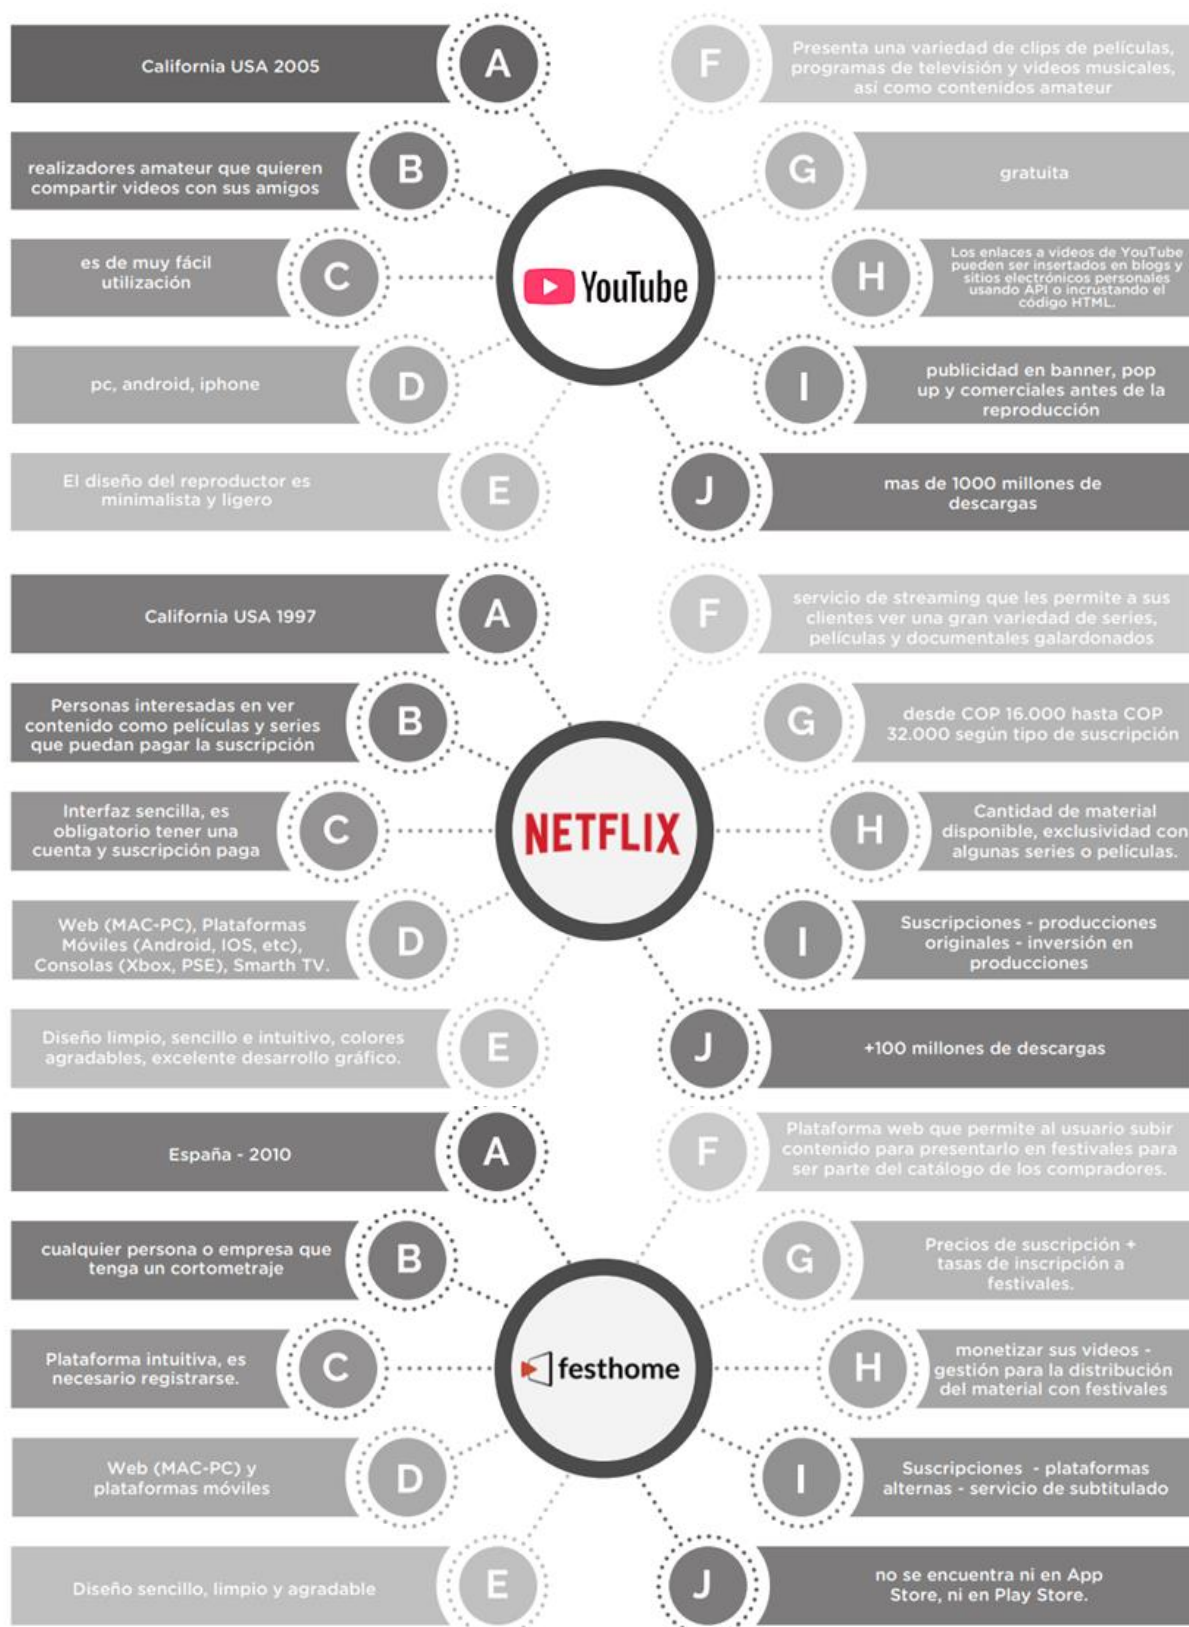 California USA 2005
A
realizadores amateur que quieren
compartir videos con sus amigos
B
es de muy fácil
utilización
C
pc, android, iphone
D
El diseño del reproductor es
minimalista y ligero
E
YouTube
F
Presenta una variedad de clips de películas,
programas de televisión y videos musicales,
así como contenidos amateur
G
gratuita
H
Los enlaces a videos de YouTube
pueden ser insertados en blogs y
sitios electrónicos personales
usando API o incrustando el
código HTML.
I
publicidad en banner, pop
up y comerciales antes de la
reproducción
J
mas de 1000 millones de
descargas
California USA 1997
A
Personas interesadas en ver
contenido como películas y series
que puedan pagar la suscripción
B
Interfaz sencilla, es
obligatorio tener una
cuenta y suscripción paga
C
Web (MAC-PC), Plataformas
Móviles (Android, IOS, etc),
Consolas (Xbox, PSE), Smarth TV.
D
Diseño limpio, sencillo e intuitivo, colores
agradables, excelente desarrollo gráfico.
E
NETFLIX
F
servicio de streaming que les permite a sus
clientes ver una gran variedad de series,
películas y documentales galardonados
G
desde COP 16.000 hasta COP
32.000 según tipo de suscripción
H
Cantidad de material
disponible, exclusividad con
algunas series o películas.
I
Suscripciones - producciones
originales - inversión en
producciones
J
+100 millones de descargas
España - 2010
A
cualquier persona o empresa que
tenga un cortometraje
B
Plataforma intuitiva, es
necesario registrarse.
C
Web (MAC-PC) y
plataformas móviles
D
Diseño sencillo, limpio y agradable
E
festhome
F
Plataforma web que permite al usuario subir
contenido para presentarlo en festivales para
ser parte del catálogo de los compradores.
G
Precios de suscripción +
tasas de inscripción a
festivales.
H
monetizar sus videos -
gestión para la distribución
del material con festivales
I
Suscripciones - plataformas
alternas - servicio de subtitulado
J
no se encuentra ni en App
Store, ni en Play Store.